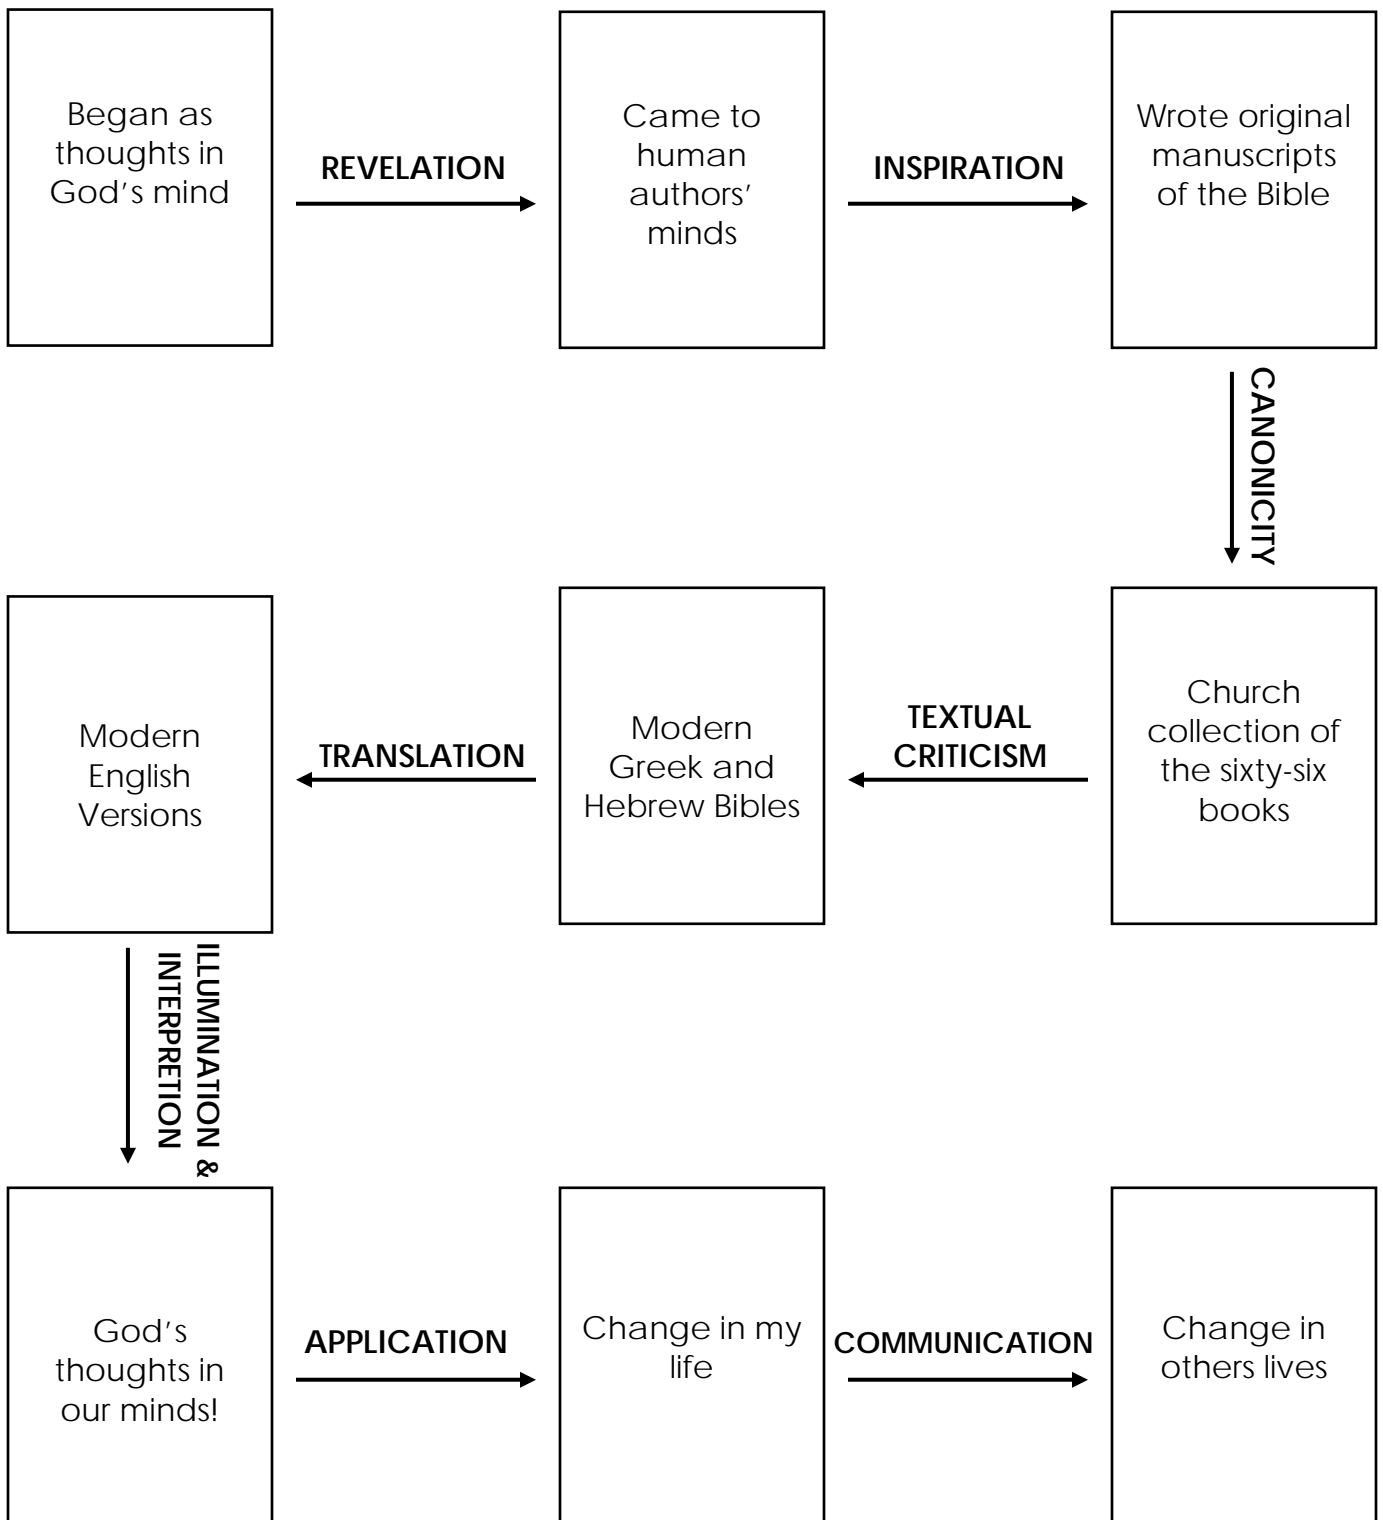 Began as
thoughts in
God's mind
REVELATION
Came to
human
authors'
minds
INSPIRATION
Wrote original
manuscripts
of the Bible
CANONICITY
Church
collection of
the sixty-six
books
TEXTUAL
CRITICISM
Modern
Greek and
Hebrew Bibles
TRANSLATION
Modern
English
Versions
ILLUMINATION &
INTERPRETION
God's
thoughts in
our minds!
APPLICATION
Change in my
life
COMMUNICATION
Change in
others lives